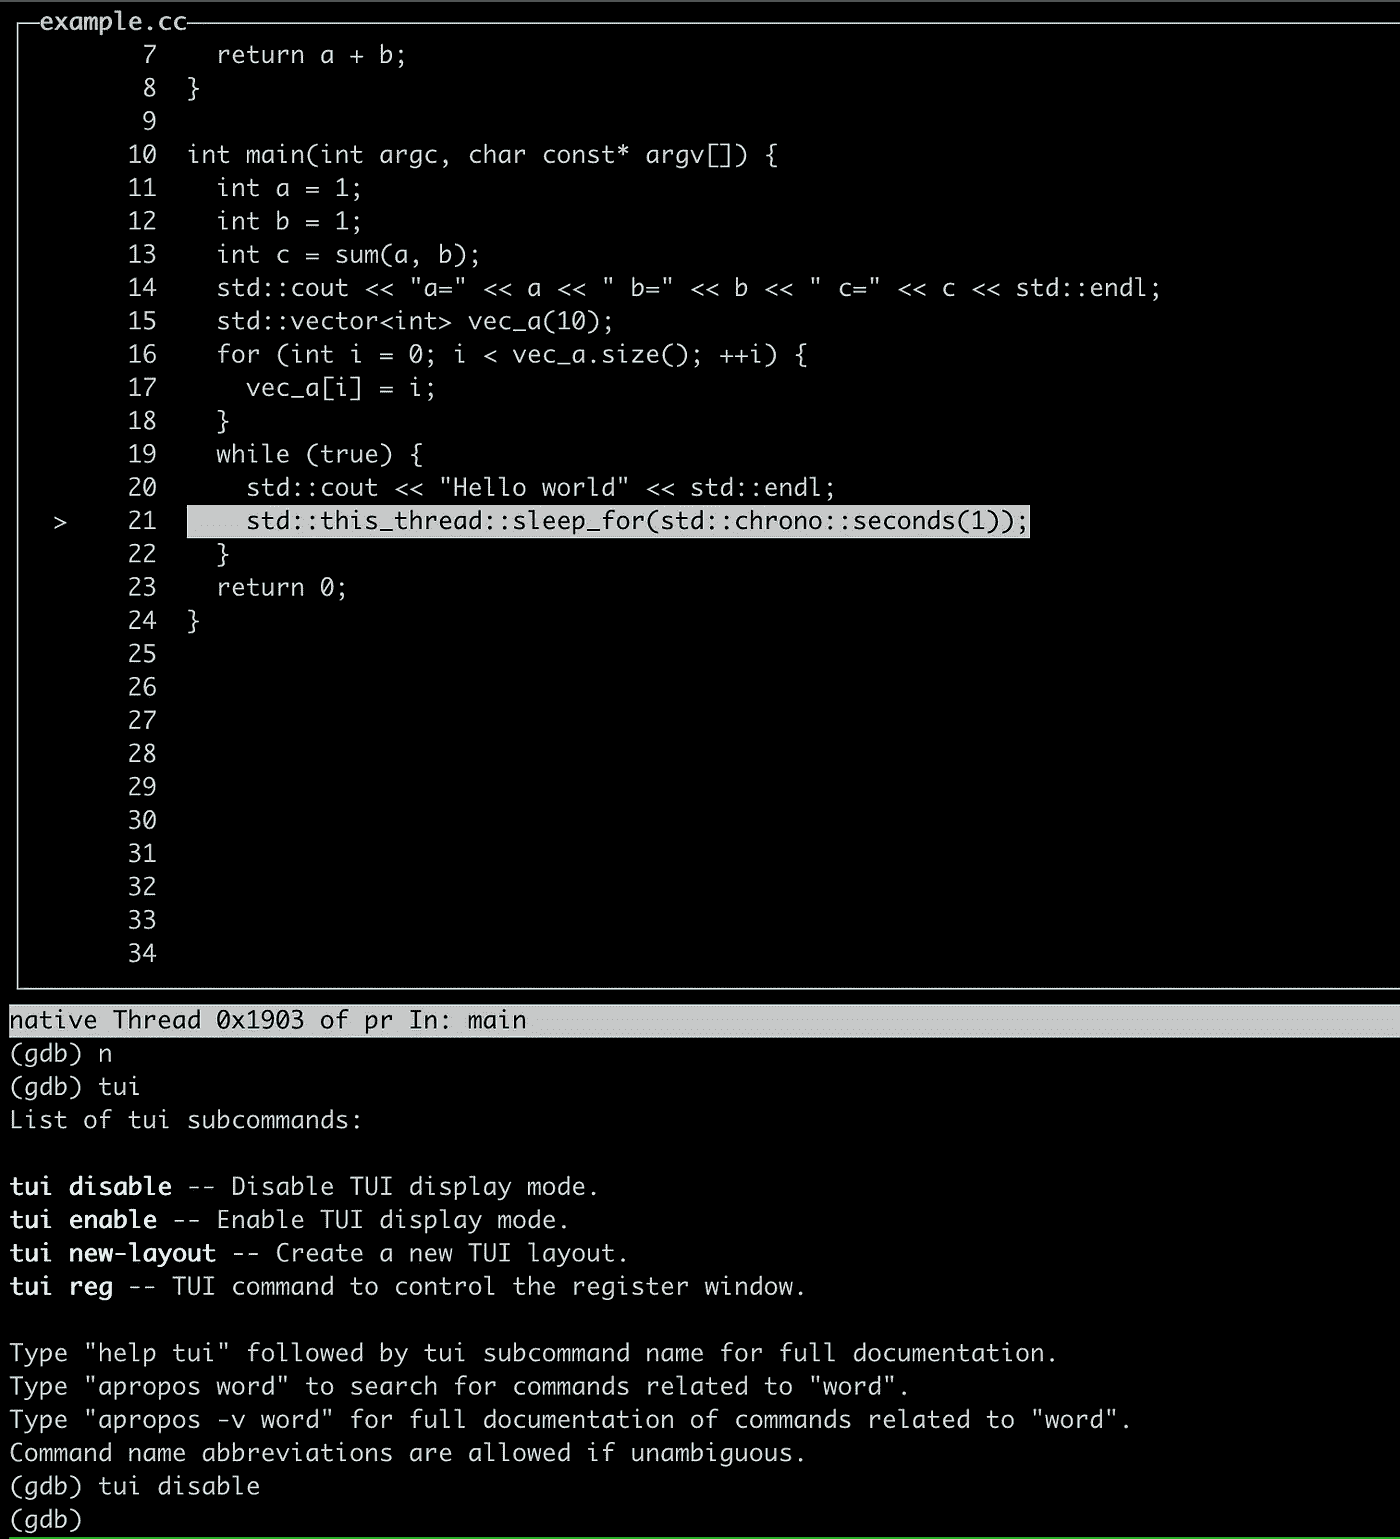 example.cc
7 return a + b;
8 }
9
10 int main(int argc, char const* argv[]) {
11 int a = 1;
12 int b = 1;
13 int c = sum(a, b);
14 std::cout << "a=" << a << " b=" << b << " c=" << c << std::endl;
15 std::vector<int> vec_a(10);
16 for (int i = 0; i < vec_a.size(); ++i) {
17 vec_a[i] = i;
18 }
19 while (true) {
20 std::cout << "Hello world" << std::endl;
> 21 std::this_thread::sleep_for(std::chrono::seconds(1));
22 }
23 return 0;
24 }
25
26
27
28
29
30
31
32
33
34
native Thread 0x1903 of pr In: main
(gdb) n
(gdb) tui
List of tui subcommands:
tui disable -- Disable TUI display mode.
tui enable -- Enable TUI display mode.
tui new-layout -- Create a new TUI layout.
tui reg -- TUI command to control the register window.
Type "help tui" followed by tui subcommand name for full documentation.
Type "apropos word" to search for commands related to "word".
Type "apropos -v word" for full documentation of commands related to "word".
Command name abbreviations are allowed if unambiguous.
(gdb) tui disable
(gdb)